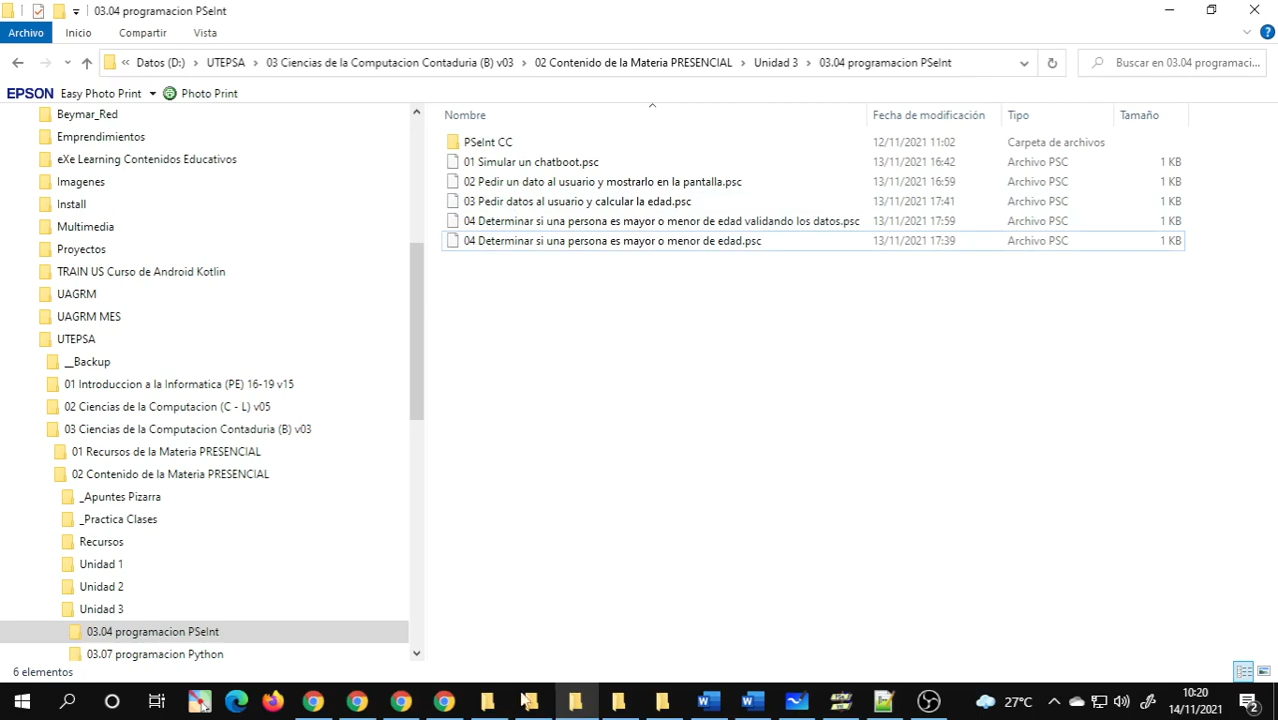 03.04 programacion PSeInt
Archivo Inicio Compartir Vista
« Datos (D:) › UTEPSA › 03 Ciencias de la Computacion Contaduria (B) v03 › 02 Contenido de la Materia PRESENCIAL › Unidad 3 › 03.04 programacion PSeInt
Buscar en 03.04 programaci...
EPSON Easy Photo Print Photo Print
Beymar_Red
Emprendimientos
eXe Learning Contenidos Educativos
Imagenes
Install
Multimedia
Proyectos
TRAIN US Curso de Android Kotlin
UAGRM
UAGRM MES
UTEPSA
__Backup
01 Introduccion a la Informatica (PE) 16-19 v15
02 Ciencias de la Computacion (C - L) v05
03 Ciencias de la Computacion Contaduria (B) v03
01 Recursos de la Materia PRESENCIAL
02 Contenido de la Materia PRESENCIAL
_Apuntes Pizarra
_Practica Clases
Recursos
Unidad 1
Unidad 2
Unidad 3
03.04 programacion PSeInt
03.07 programacion Python
Nombre Fecha de modificación Tipo Tamaño
PSeInt CC 12/11/2021 11:02 Carpeta de archivos
01 Simular un chatboot.psc 13/11/2021 16:42 Archivo PSC 1 KB
02 Pedir un dato al usuario y mostrarlo en la pantalla.psc 13/11/2021 16:59 Archivo PSC 1 KB
03 Pedir datos al usuario y calcular la edad.psc 13/11/2021 17:41 Archivo PSC 1 KB
04 Determinar si una persona es mayor o menor de edad validando los datos.psc 13/11/2021 17:59 Archivo PSC 1 KB
04 Determinar si una persona es mayor o menor de edad.psc 13/11/2021 17:39 Archivo PSC 1 KB
6 elementos
27°C
10:20
14/11/2021
2